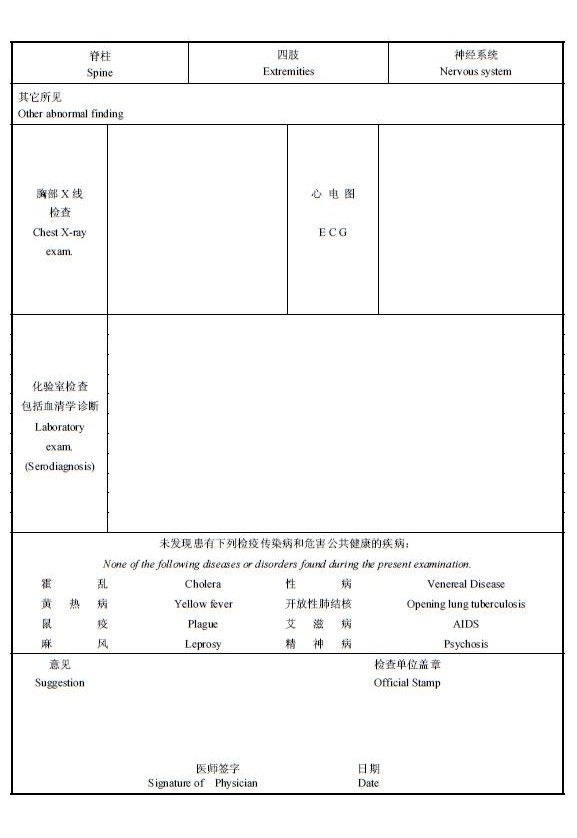 脊柱 四肢 神经系统
Spine Extremities Nervous system
其它所见
Other abnormal finding
胸部 X 线
检查
Chest X-ray
exam.
心 电 图
E C G
化验室检查
包括血清学诊断
Laboratory
exam.
(Serodiagnosis)
未发现患有下列检疫传染病和危害公共健康的疾病:
None of the following diseases or disorders found during the present examination.
霍 乱 Cholera 性 病 Venereal Disease
黄 热 病 Yellow fever 开放性肺结核 Opening lung tuberculosis
鼠 疫 Plague 艾 滋 病 AIDS
麻 风 Leprosy 精 神 病 Psychosis
意见 检查单位盖章
Suggestion Official Stamp
医师签字 日期
Signature of Physician Date